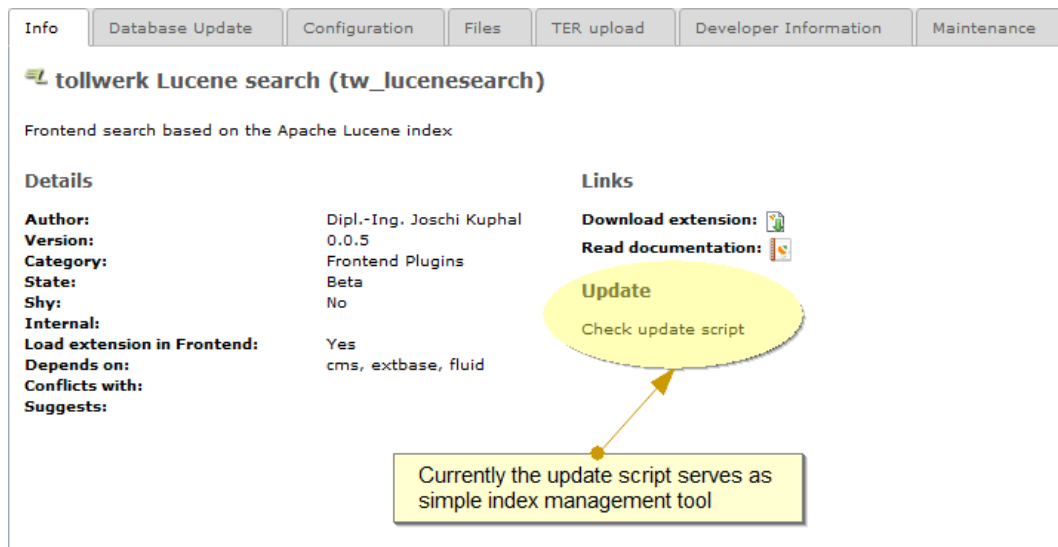 Info Database Update Configuration Files TER upload Developer Information Maintenance
tollwerk Lucene search (tw_lucenesearch)
Frontend search based on the Apache Lucene index
Details
Author: Dipl.-Ing. Joschi Kuphal
Version: 0.0.5
Category: Frontend Plugins
State: Beta
Shy: No
Internal:
Load extension in Frontend: Yes
Depends on: cms, extbase, fluid
Conflicts with:
Suggests:
Links
Download extension:
Read documentation:
Update
Check update script
Currently the update script serves as
simple index management tool